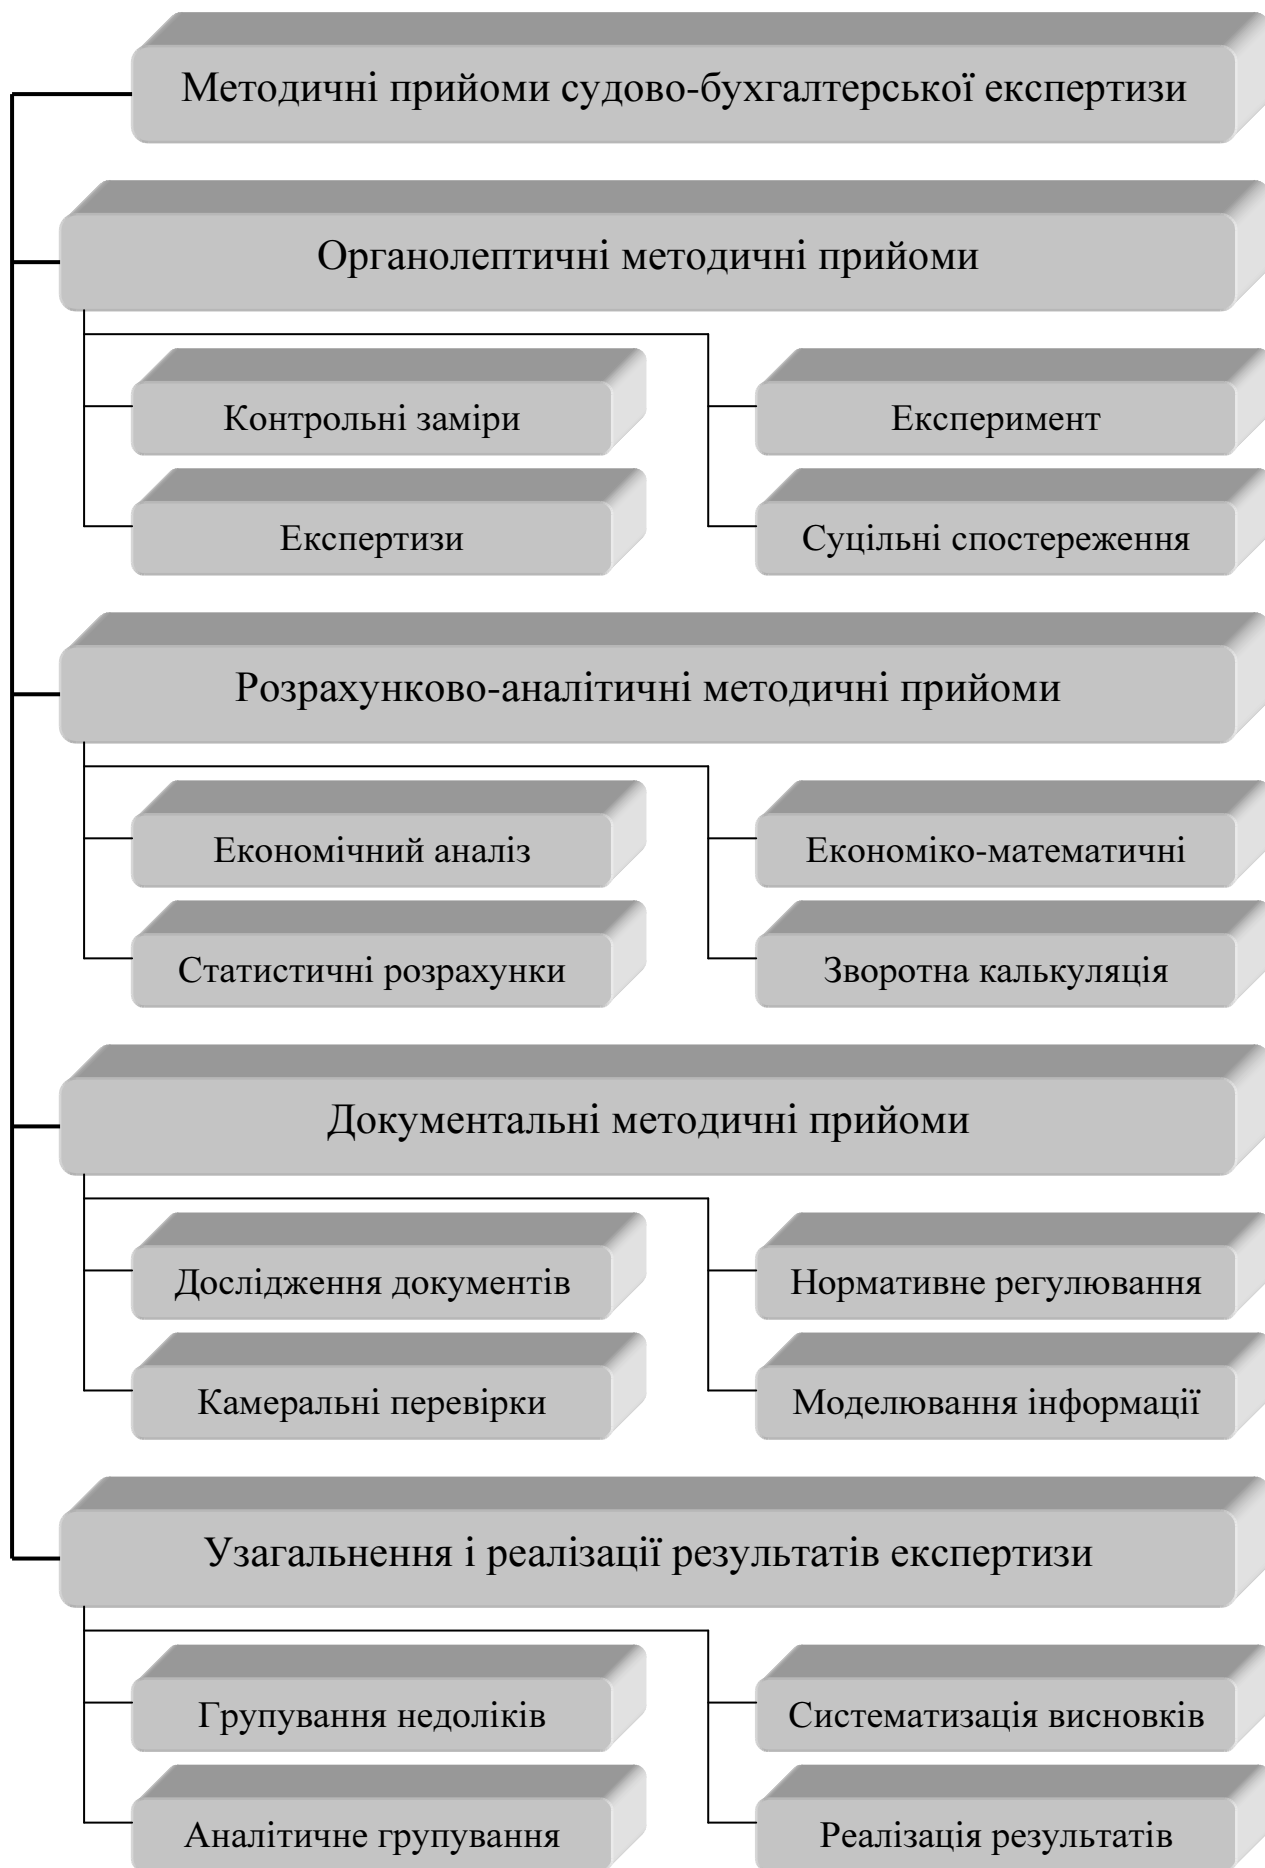 Методичні прийоми судово-бухгалтерської експертизи
Органолептичні методичні прийоми
Контрольні заміри
Експеримент
Експертизи
Суцільні спостереження
Розрахунково-аналітичні методичні прийоми
Економічний аналіз
Економіко-математичні
Статистичні розрахунки
Зворотна калькуляція
Документальні методичні прийоми
Дослідження документів
Нормативне регулювання
Камеральні перевірки
Моделювання інформації
Узагальнення і реалізації результатів експертизи
Групування недоліків
Систематизація висновків
Аналітичне групування
Реалізація результатів